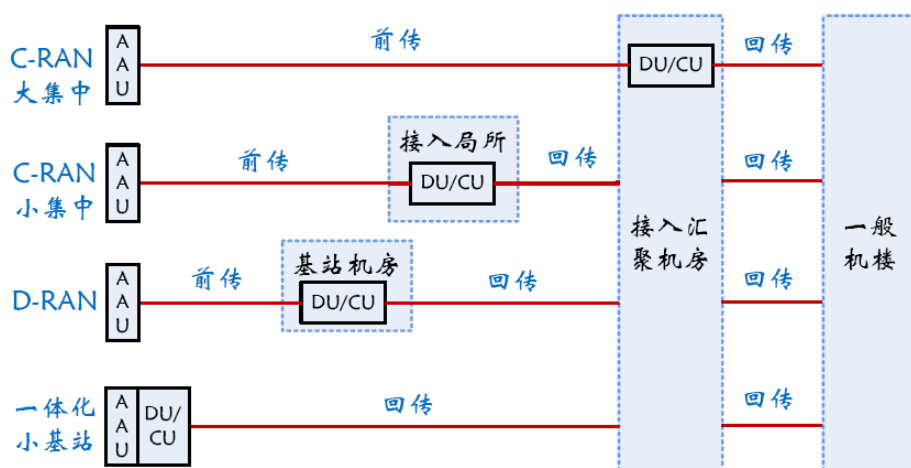 前传
回传
C-RAN
大集中
AAU
DU/CU
接入局所
C-RAN
小集中
AAU
前传
DU/CU
回传
回传
接入汇
聚机房
一般
机楼
基站机房
D-RAN
AAU
前传
DU/CU
回传
回传
一体化
小基站
AAU
DU/
CU
回传
回传